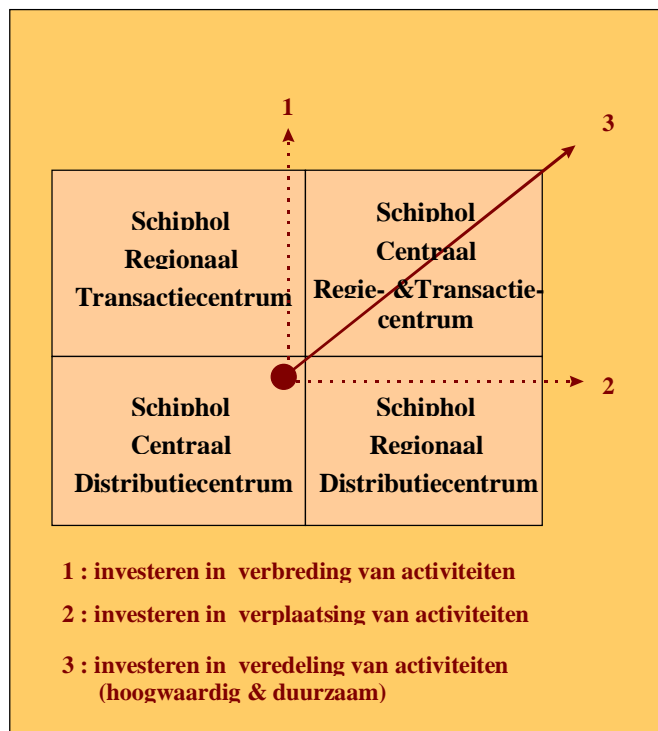 1
3
Schiphol
Regionaal
Transactiecentrum
Schiphol
Centraal
Regie- &Transactie-
centrum
2
Schiphol
Centraal
Distributiecentrum
Schiphol
Regionaal
Distributiecentrum
1 : investeren in verbreding van activiteiten
2 : investeren in verplaatsing van activiteiten
3 : investeren in veredeling van activiteiten
(hoogwaardig & duurzaam)